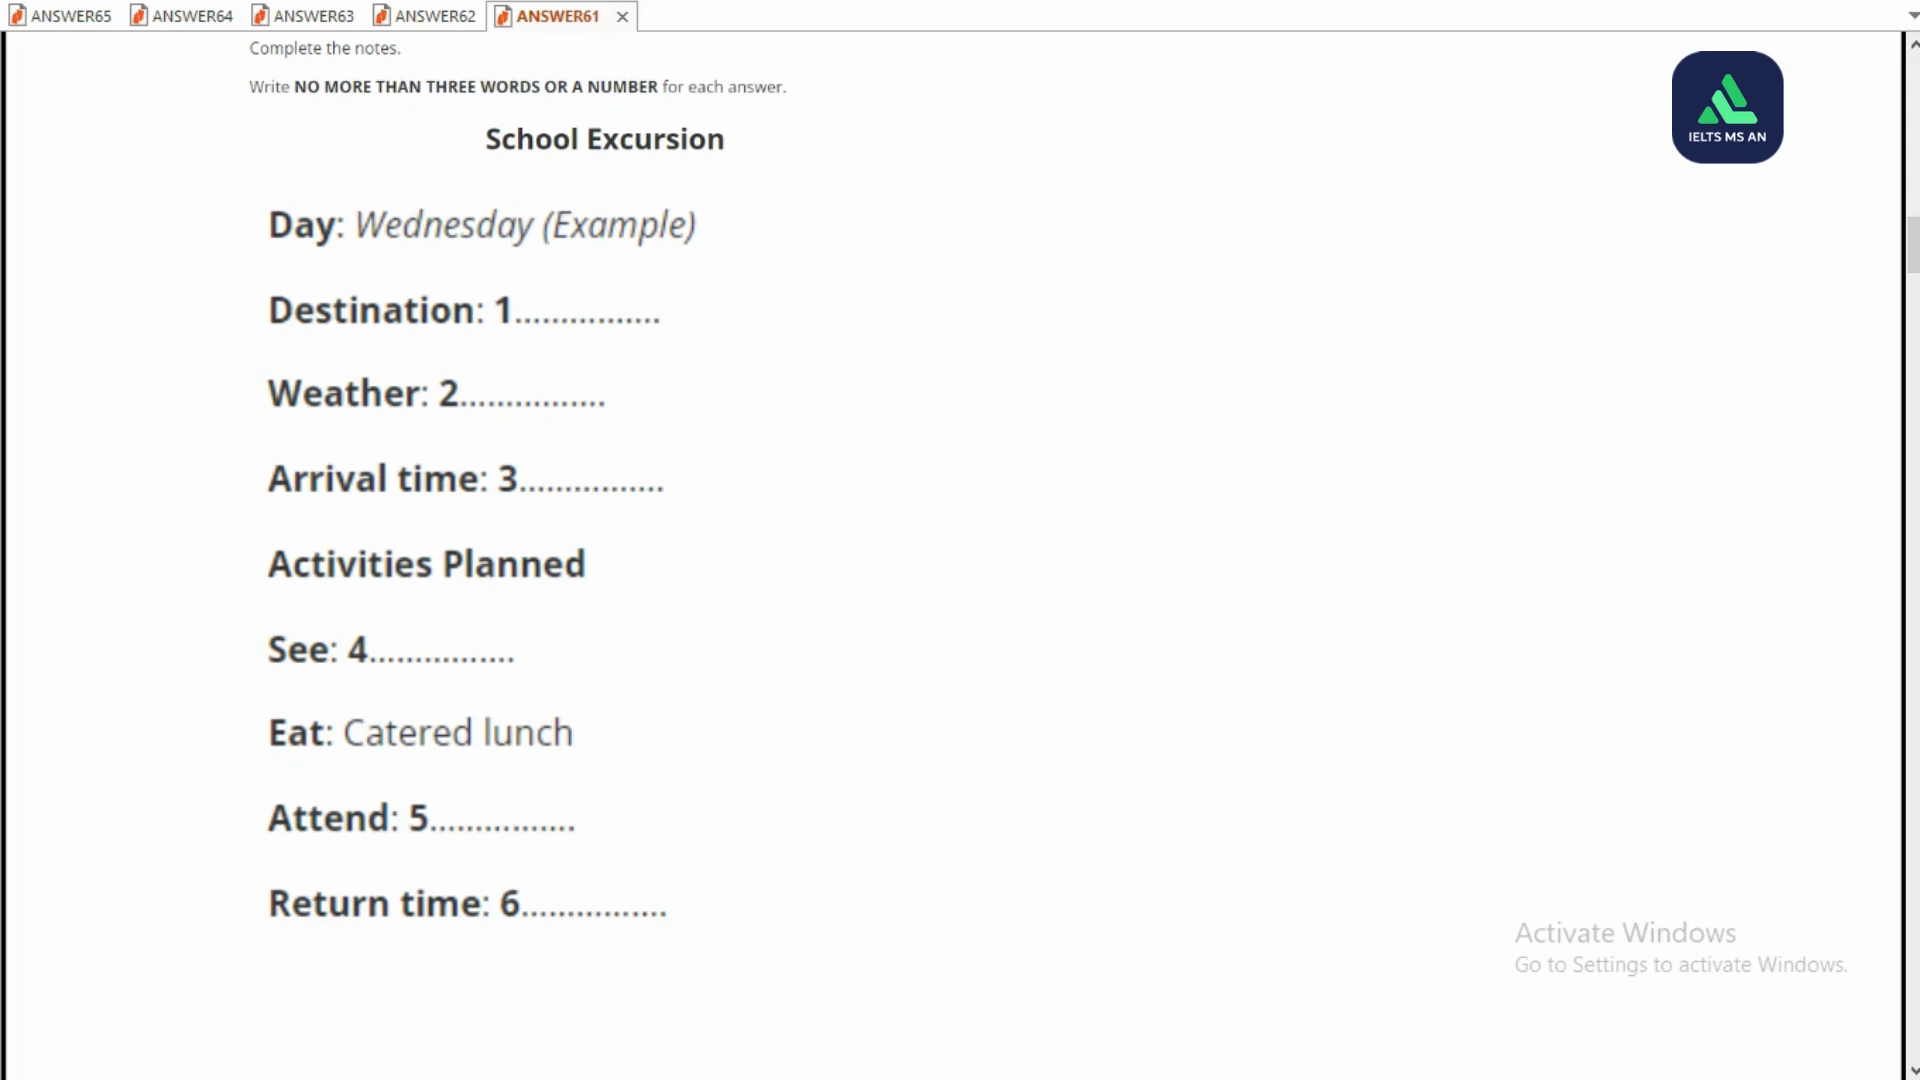 ANSWER65 ANSWER64 ANSWER63 ANSWER62 ANSWER61
Complete the notes.
Write NO MORE THAN THREE WORDS OR A NUMBER for each answer.
IELTS MS AN
School Excursion
Day: Wednesday (Example)
Destination: 1................
Weather: 2................
Arrival time: 3................
Activities Planned
See: 4................
Eat: Catered lunch
Attend: 5................
Return time: 6................
Activate Windows
Go to Settings to activate Windows.